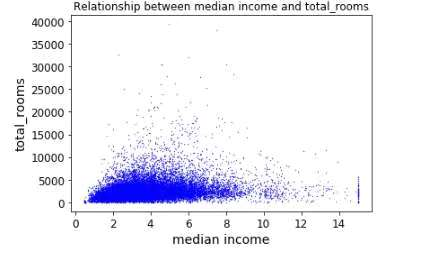 Relationship between median income and total_rooms
40000
35000
30000
25000
20000
15000
10000
5000
0
total_rooms
0 2 4 6 8 10 12 14
median income